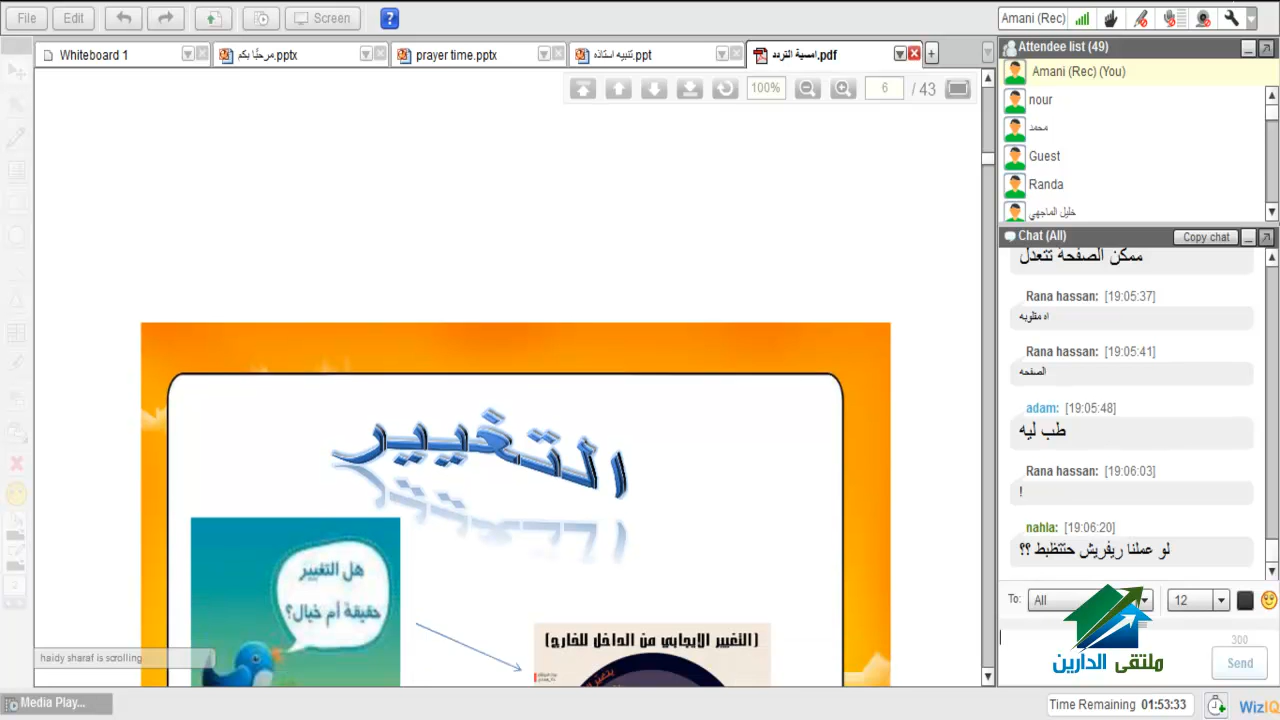 File
Edit
Screen
?
Amani (Rec)
Whiteboard 1
مرحبًا بكم.pptx
prayer time.pptx
تنبيه استاذه.ppt
امسية التردد.pdf
+
100%
6
/ 43
Attendee list (49)
Amani (Rec) (You)
nour
محمد
Guest
Randa
خليل الماجهي
Chat (All)
Copy chat
ممكن الصفحة تتعدل
Rana hassan: [19:05:37]
اه مقلوبه
Rana hassan: [19:05:41]
الصفحه
adam: [19:05:48]
طب ليه
Rana hassan: [19:06:03]
!
nahla: [19:06:20]
لو عملنا ريفريش حتتظبط ؟؟
To:
All
12
300
Send
ملتقى الدارين
التغيير
هل التغيير
حقيقة أم خيال؟
(التغيير الإيجابي من الداخل للخارج)
haidy sharaf is scrolling
Media Play...
Time Remaining 01:53:33
WizIQ